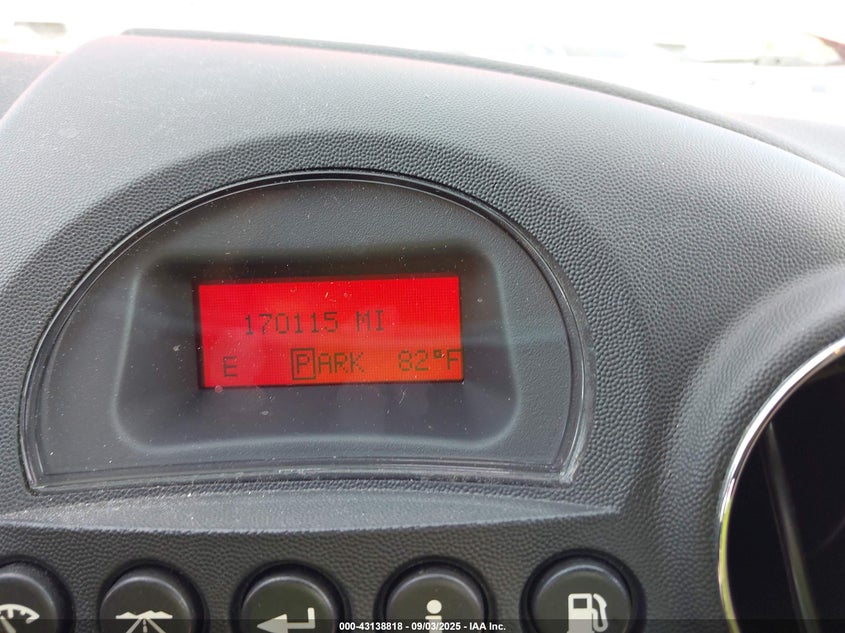 170115 MI
E PARK 82°F
i
000-43138818 - 09/03/2025 - IAA Inc.